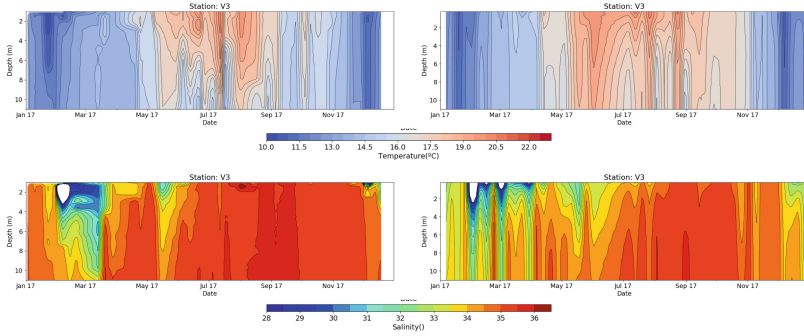 Station: V3
Station: V3
Depth (m)
2
4
6
8
10
Jan 17 Mar 17 May 17 Jul 17 Sep 17 Nov 17
Date
Depth (m)
2
4
6
8
10
Jan 17 Mar 17 May 17 Jul 17 Sep 17 Nov 17
Date
10.0 11.5 13.0 14.5 16.0 17.5 19.0 20.5 22.0
Temperature(ºC)
Station: V3
Station: V3
Depth (m)
2
4
6
8
10
Jan 17 Mar 17 May 17 Jul 17 Sep 17 Nov 17
Date
Depth (m)
2
4
6
8
10
Jan 17 Mar 17 May 17 Jul 17 Sep 17 Nov 17
Date
28 29 30 31 32 33 34 35 36
Salinity()